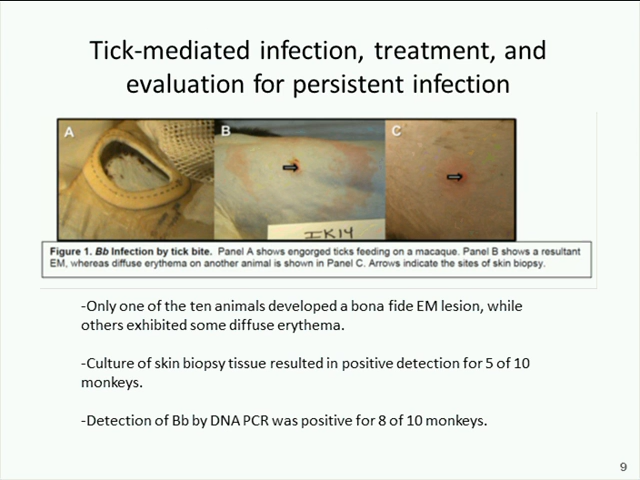 Tick-mediated infection, treatment, and
evaluation for persistent infection
A
B
C
IK14
Figure 1. Bb Infection by tick bite. Panel A shows engorged ticks feeding on a macaque. Panel B shows a resultant
EM, whereas diffuse erythema on another animal is shown in Panel C. Arrows indicate the sites of skin biopsy.
-Only one of the ten animals developed a bona fide EM lesion, while
others exhibited some diffuse erythema.
-Culture of skin biopsy tissue resulted in positive detection for 5 of 10
monkeys.
-Detection of Bb by DNA PCR was positive for 8 of 10 monkeys.
9